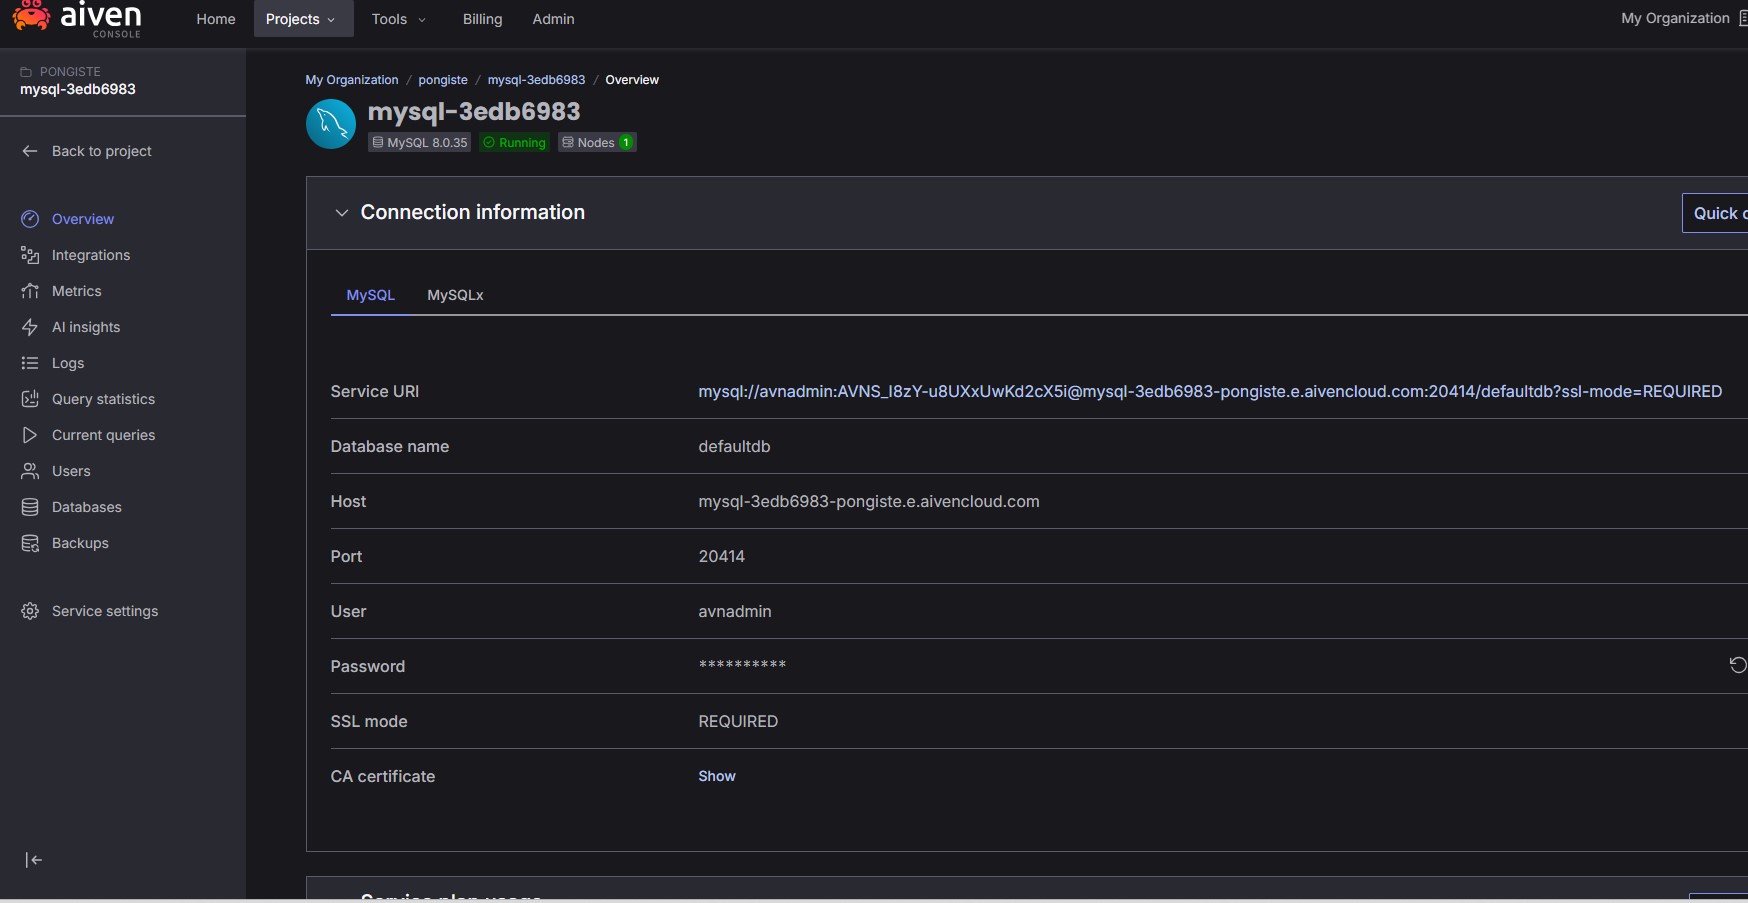 aiven
CONSOLE
Home
Projects
Tools
Billing
Admin
My Organization
PONGISTE
mysql-3edb6983
Back to project
Overview
Integrations
Metrics
AI insights
Logs
Query statistics
Current queries
Users
Databases
Backups
Service settings
My Organization / pongiste / mysql-3edb6983 / Overview
mysql-3edb6983
MySQL 8.0.35 Running Nodes 1
Connection information
Quick
MySQL MySQLx
Service URI mysql://avnadmin:AVNS_I8zY-u8UXxUwKd2cX5i@mysql-3edb6983-pongiste.e.aivencloud.com:20414/defaultdb?ssl-mode=REQUIRED
Database name defaultdb
Host mysql-3edb6983-pongiste.e.aivencloud.com
Port 20414
User avnadmin
Password **********
SSL mode REQUIRED
CA certificate Show
Service plan usage